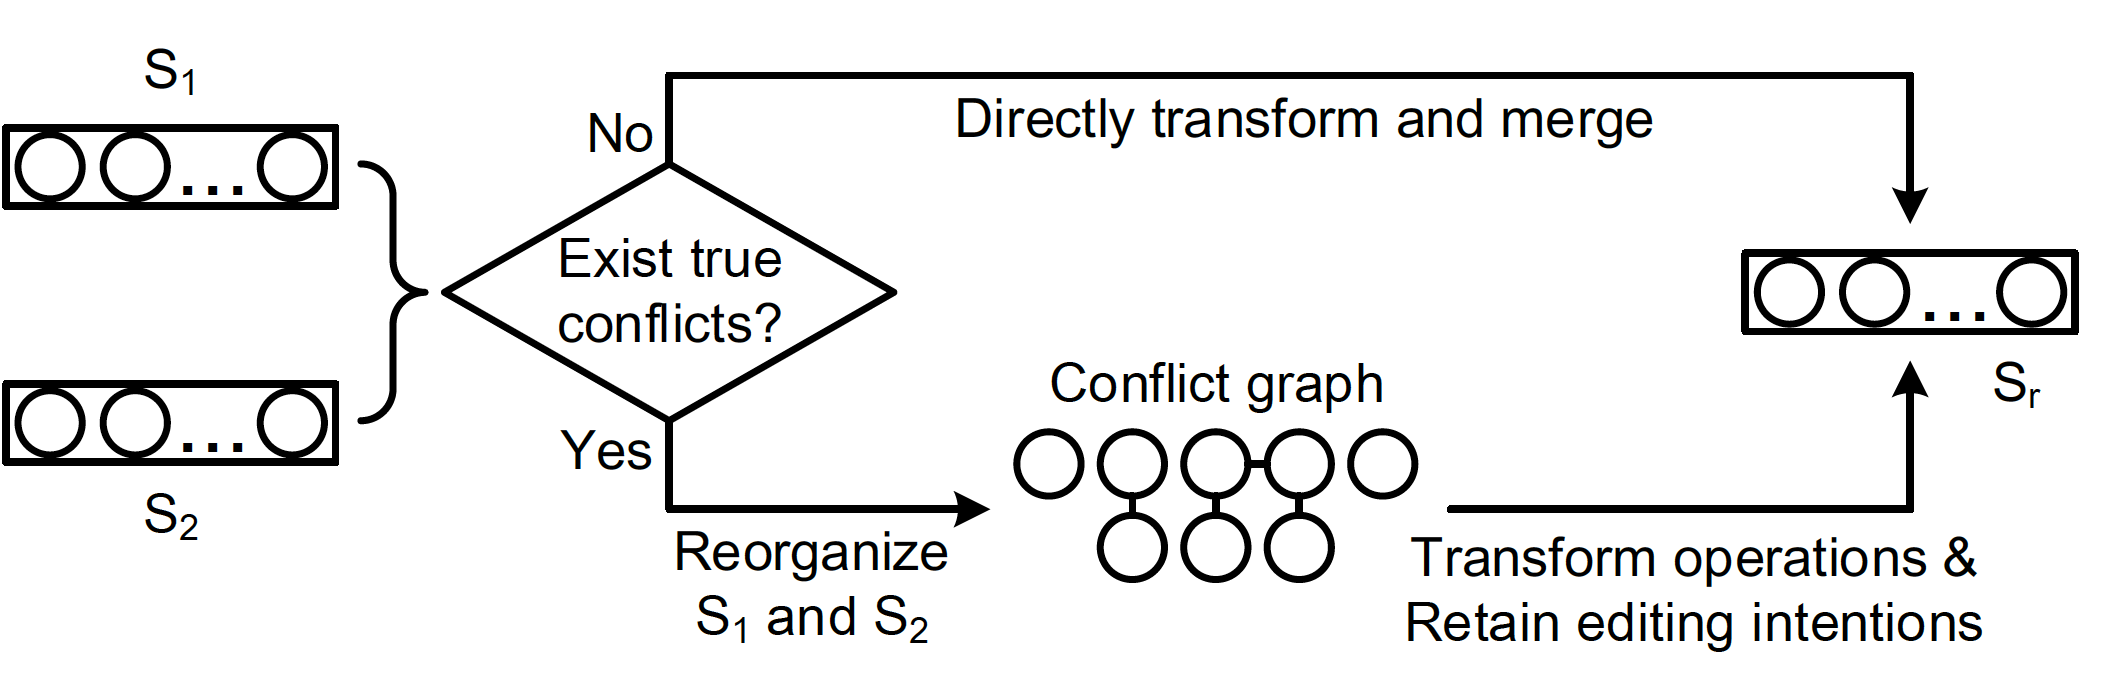 S1
No
Directly transform and merge
Exist true
conflicts?
...
...
...
Conflict graph
Sr
Yes
S2
Reorganize
S1 and S2
Transform operations &
Retain editing intentions